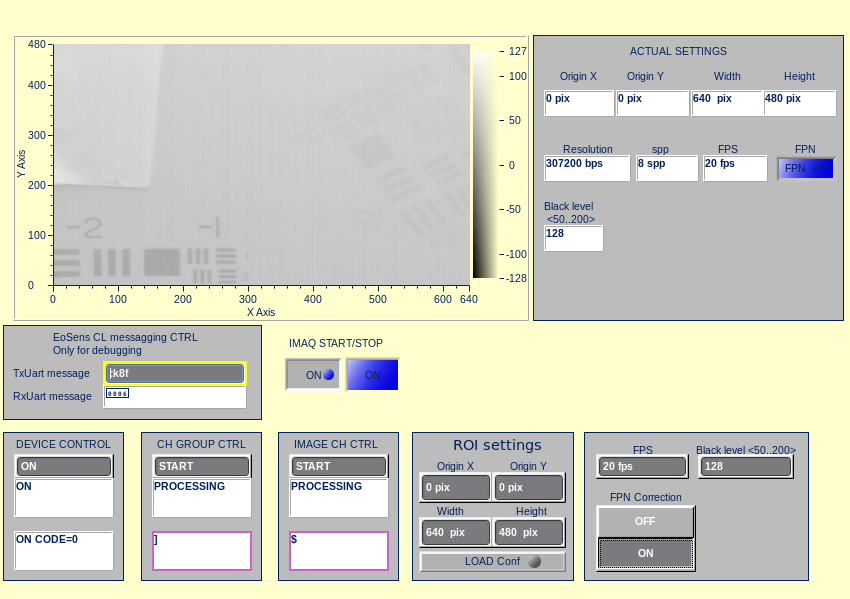 480
400
300
200
100
0
Y Axis
0
100
200
300
400
500
600
640
X Axis
-2
-1
1
2
127
100
50
0
-50
-100
-128
ACTUAL SETTINGS
Origin X Origin Y Width Height
0 pix 0 pix 640 pix 480 pix
Resolution spp FPS FPN
307200 bps 8 spp 20 fps FPN ON
Black level
<50..200>
128
EoSens CL messagging CTRL
Only for debugging
TxUart message :k8f
RxUart message 0006
IMAQ START/STOP
ON ON
DEVICE CONTROL
ON
ON
ON CODE=0
CH GROUP CTRL
START
PROCESSING
]
IMAGE CH CTRL
START
PROCESSING
$
ROI settings
Origin X Origin Y
0 pix 0 pix
Width Height
640 pix 480 pix
LOAD Conf
FPS Black level <50..200>
20 fps 128
FPN Correction
OFF
ON